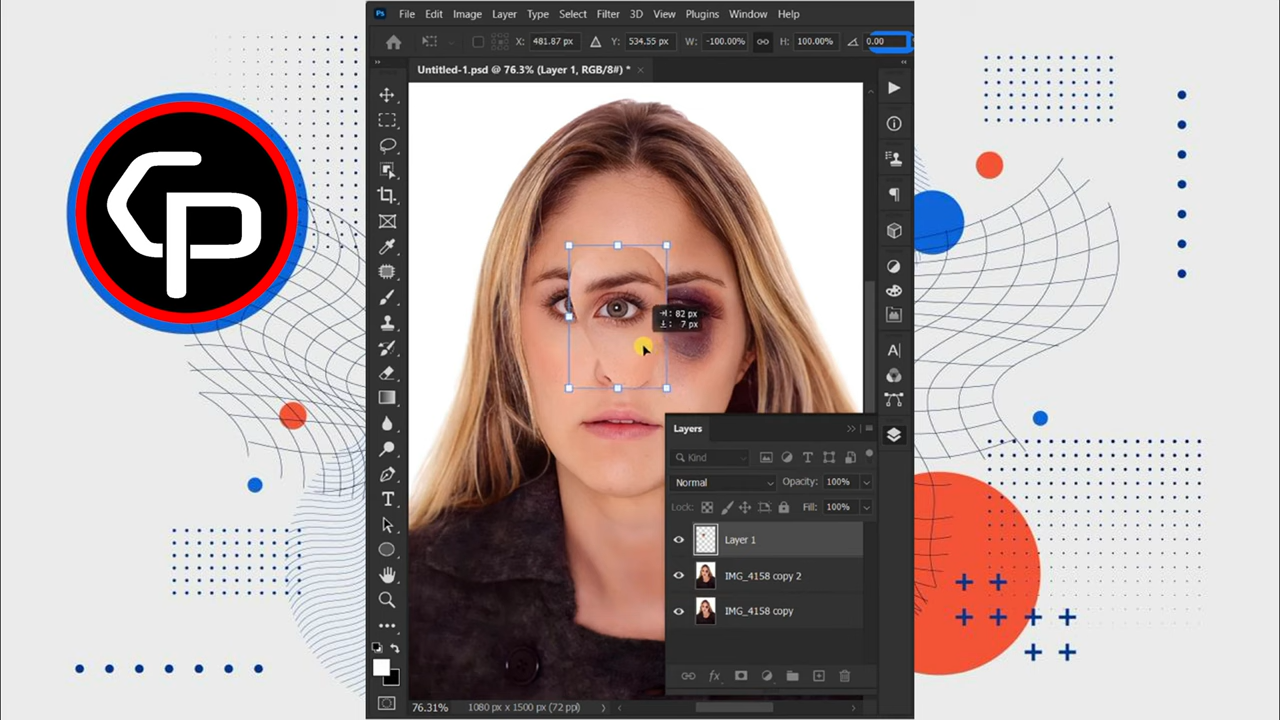 Ps File Edit Image Layer Type Select Filter 3D View Plugins Window Help
X: 481.87 px Y: 534.55 px W: -100.00% H: 100.00% 0.00
Untitled-1.psd @ 76.3% (Layer 1, RGB/8#) * ×
CP
: 82 px
: 7 px
Layers
Kind
Normal Opacity: 100%
Lock: Fill: 100%
Layer 1
IMG_4158 copy 2
IMG_4158 copy
fx
76.31% 1080 px x 1500 px (72 ppi)